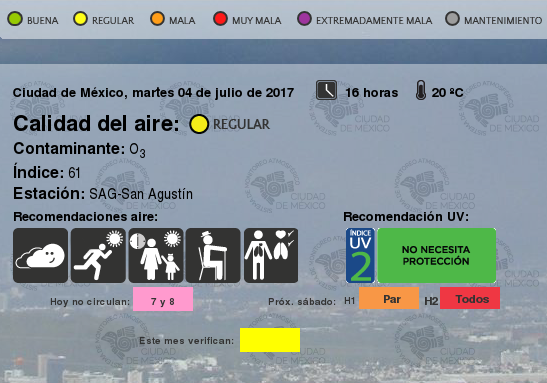 BUENA REGULAR MALA MUY MALA EXTREMADAMENTE MALA MANTENIMIENTO
Ciudad de México, martes 04 de julio de 2017 16 horas 20 ºC
Calidad del aire: REGULAR
Contaminante: O3
Índice: 61
Estación: SAG-San Agustín
Recomendaciones aire: Recomendación UV:
ÍNDICE
UV
2
NO NECESITA
PROTECCIÓN
Hoy no circulan: 7 y 8 Próx. sábado: H1 Par H2 Todos
Este mes verifican:
CIUDAD
DE MÉXICO